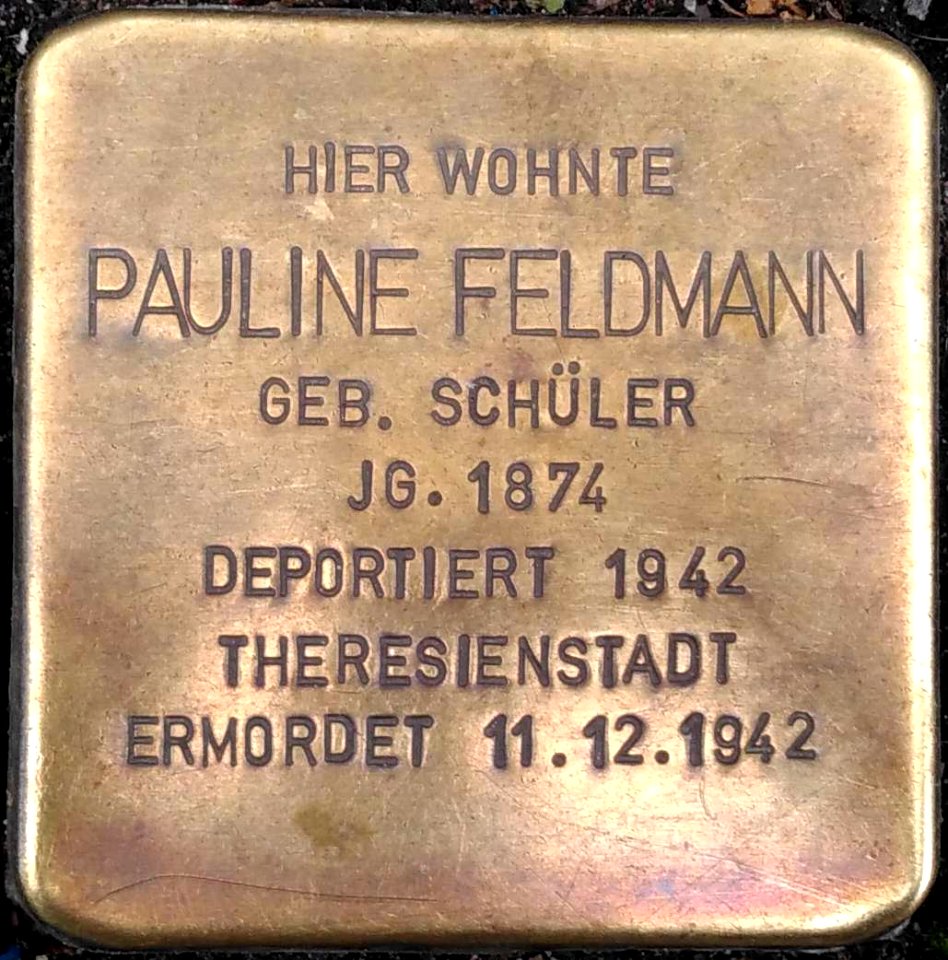 HIER WOHNTE
PAULINE FELDMANN
GEB. SCHÜLER
JG. 1874
DEPORTIERT 1942
THERESIENSTADT
ERMORDET 11.12.1942